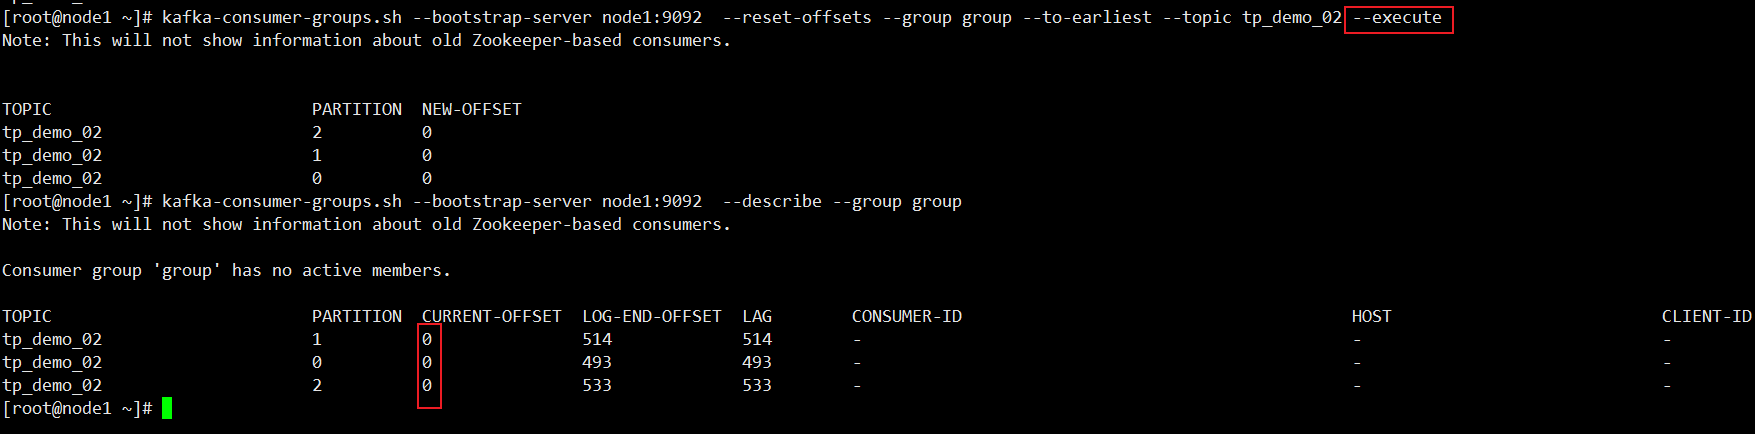 [root@node1 ~]# kafka-consumer-groups.sh --bootstrap-server node1:9092  --reset-offsets --group group --to-earliest --topic tp_demo_02 --execute
Note: This will not show information about old Zookeeper-based consumers.
TOPIC PARTITION NEW-OFFSET
tp_demo_02 2 0
tp_demo_02 1 0
tp_demo_02 0 0
[root@node1 ~]# kafka-consumer-groups.sh --bootstrap-server node1:9092  --describe --group group
Note: This will not show information about old Zookeeper-based consumers.
Consumer group 'group' has no active members.
TOPIC PARTITION CURRENT-OFFSET LOG-END-OFFSET LAG CONSUMER-ID HOST CLIENT-ID
tp_demo_02 1 0 514 514 - - -
tp_demo_02 0 0 493 493 - - -
tp_demo_02 2 0 533 533 - - -
[root@node1 ~]#